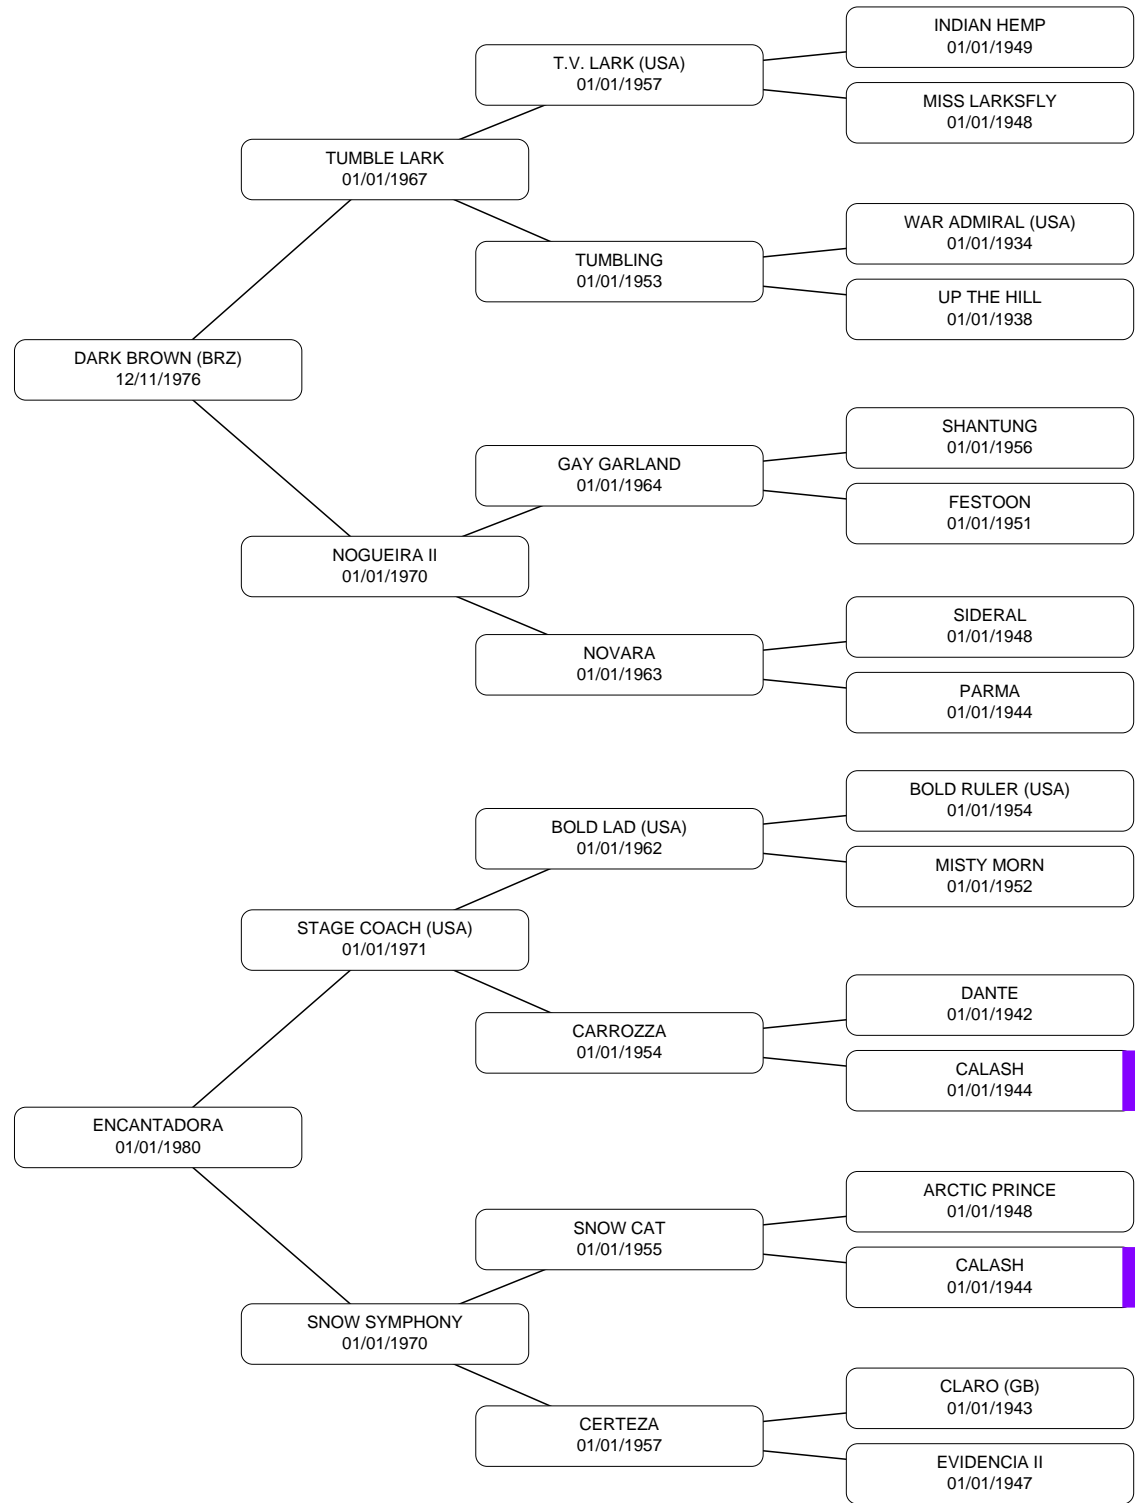 INDIAN HEMP
01/01/1949
T.V. LARK (USA)
01/01/1957
MISS LARKSFLY
01/01/1948
TUMBLE LARK
01/01/1967
WAR ADMIRAL (USA)
01/01/1934
TUMBLING
01/01/1953
UP THE HILL
01/01/1938
DARK BROWN (BRZ)
12/11/1976
SHANTUNG
01/01/1956
GAY GARLAND
01/01/1964
FESTOON
01/01/1951
NOGUEIRA II
01/01/1970
SIDERAL
01/01/1948
NOVARA
01/01/1963
PARMA
01/01/1944
BOLD RULER (USA)
01/01/1954
BOLD LAD (USA)
01/01/1962
MISTY MORN
01/01/1952
STAGE COACH (USA)
01/01/1971
DANTE
01/01/1942
CARROZZA
01/01/1954
CALASH
01/01/1944
ENCANTADORA
01/01/1980
ARCTIC PRINCE
01/01/1948
SNOW CAT
01/01/1955
CALASH
01/01/1944
SNOW SYMPHONY
01/01/1970
CLARO (GB)
01/01/1943
CERTEZA
01/01/1957
EVIDENCIA II
01/01/1947